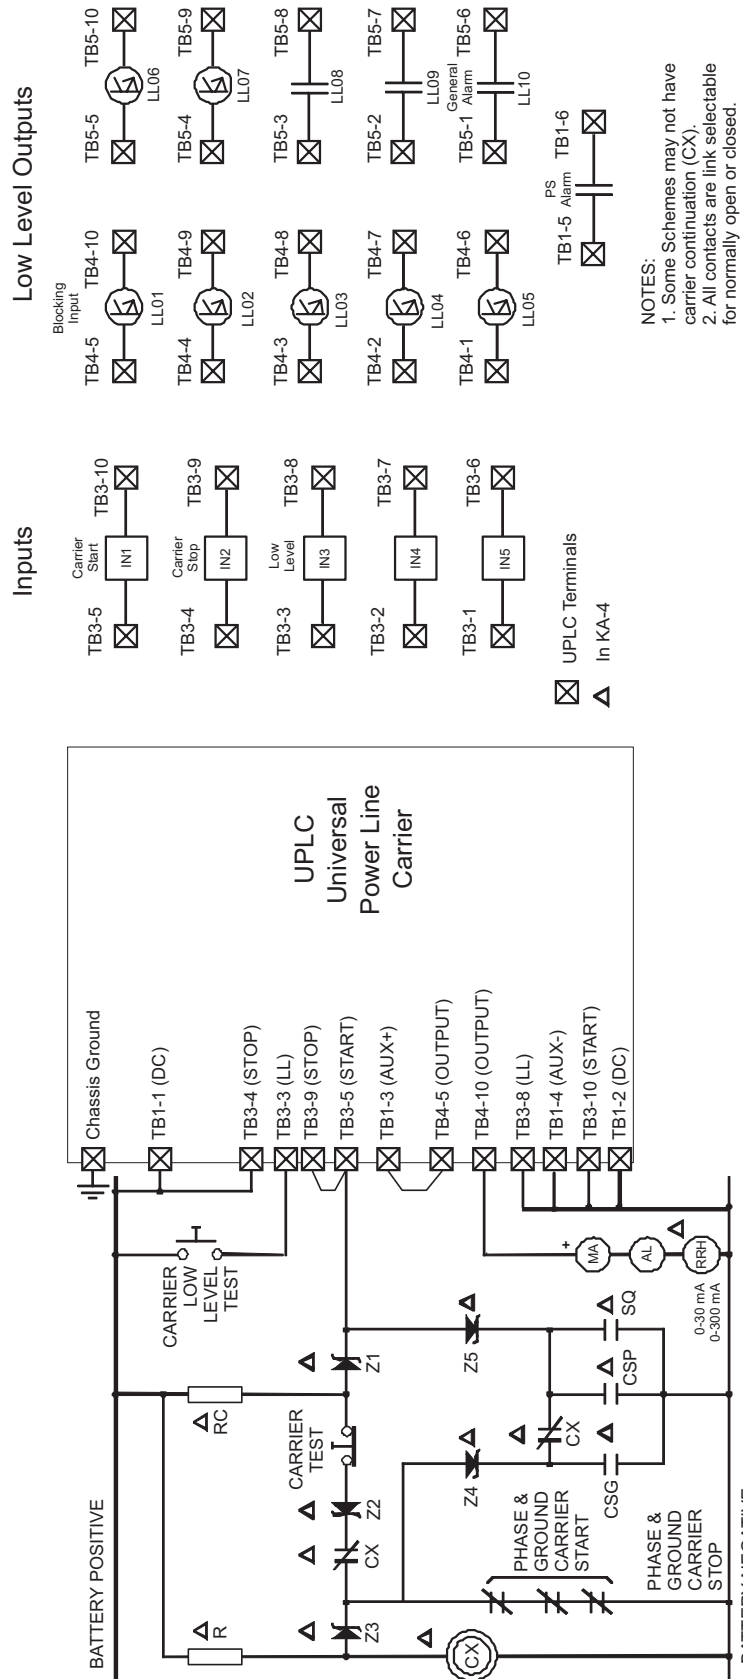 Inputs
Low Level Outputs
Carrier
Start
TB3-5
IN1
TB3-10
Carrier
Stop
TB3-4
IN2
TB3-9
Low
Level
TB3-3
IN3
TB3-8
TB3-2
IN4
TB3-7
TB3-1
IN5
TB3-6
UPLC Terminals
In KA-4
Blocking
Input
TB4-5
LL01
TB4-10
TB4-4
LL02
TB4-9
TB4-3
LL03
TB4-8
TB4-2
LL04
TB4-7
TB4-1
LL05
TB4-6
TB5-5
LL06
TB5-10
TB5-4
LL07
TB5-9
TB5-3
LL08
TB5-8
TB5-2
LL09
TB5-7
General
Alarm
TB5-1
LL10
TB5-6
PS
Alarm
TB1-5
TB1-6
NOTES:
1. Some Schemes may not have
carrier continuation (CX).
2. All contacts are link selectable
for normally open or closed.
UPLC
Universal
Power Line
Carrier
Chassis Ground
TB1-1 (DC)
TB3-4 (STOP)
TB3-3 (LL)
TB3-9 (STOP)
TB3-5 (START)
TB1-3 (AUX+)
TB4-5 (OUTPUT)
TB4-10 (OUTPUT)
TB3-8 (LL)
TB1-4 (AUX-)
TB3-10 (START)
TB1-2 (DC)
BATTERY POSITIVE
CARRIER
LOW
LEVEL
TEST
R
RC
CARRIER
TEST
Z3
CX
Z2
Z1
CX
Z4
Z5
CX
CSG
CSP
SQ
PHASE &
GROUND
CARRIER
START
PHASE &
GROUND
CARRIER
STOP
+
MA
AL
RRH
0-30 mA
0-300 mA